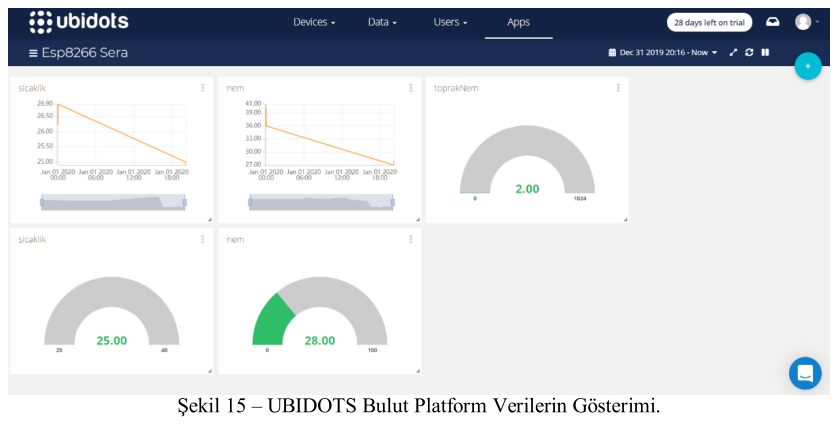 ubidots
Devices
Data
Users
Apps
28 days left on trial
≡ Esp8266 Sera
Dec 31 2019 20:16 - Now
+
sicaklik
26.90
26.50
26.00
25.50
25.00
Jan 01 2020 Jan 01 2020 Jan 01 2020 Jan 01 2020
00:00 06:00 12:00 18:00
nem
41.00
39.00
36.00
33.00
30.00
27.00
Jan 01 2020 Jan 01 2020 Jan 01 2020 Jan 01 2020
00:00 06:00 12:00 18:00
toprakNem
2.00
0 1024
sicaklik
25.00
25 40
nem
28.00
0 100
Şekil 15 – UBIDOTS Bulut Platform Verilerin Gösterimi.